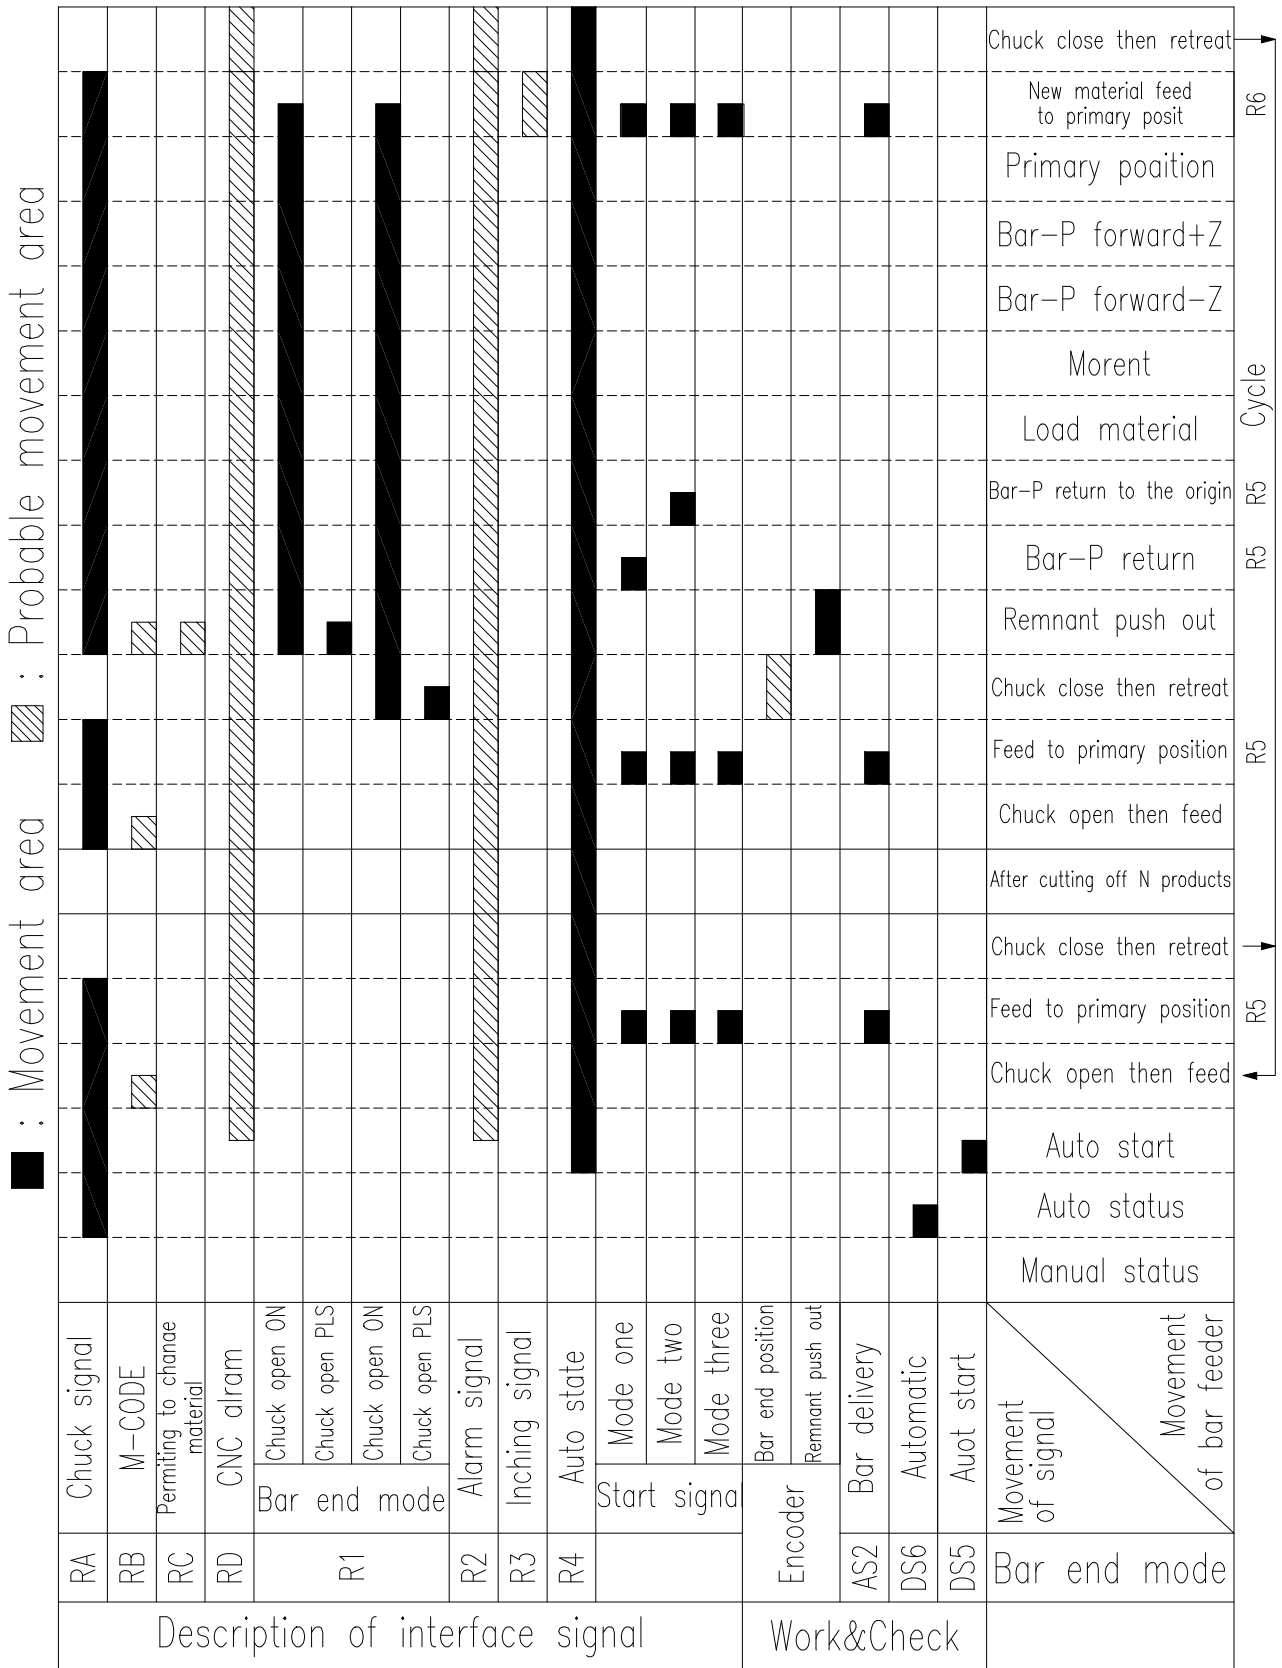 ■ : Movement area ▨ : Probable movement area
Chuck close then retreat
New material feed
to primary posit
R6
Primary poaition
Bar-P forward+Z
Bar-P forward-Z
Morent
Load material
Cycle
Bar-P return to the origin
R5
Bar-P return
R5
Remnant push out
Chuck close then retreat
Feed to primary position
R5
Chuck open then feed
After cutting off N products
Chuck close then retreat
Feed to primary position
R5
Chuck open then feed
Auto start
Auto status
Manual status
Chuck signal
M-CODE
Permiting to chanae
material
CNC alram
Chuck open ON
Chuck open PLS
Chuck open ON
Chuck open PLS
Bar end mode
Alarm signal
Inching signal
Auto state
Mode one
Mode two
Mode three
Start signal
Bar end position
Remnant push out
Encoder
Bar delivery
Automatic
Auot start
Movement
of signal
Movement
of bar feeder
RA
RB
RC
RD
R1
R2
R3
R4
AS2
DS6
DS5
Bar end mode
Description of interface signal
Work&Check